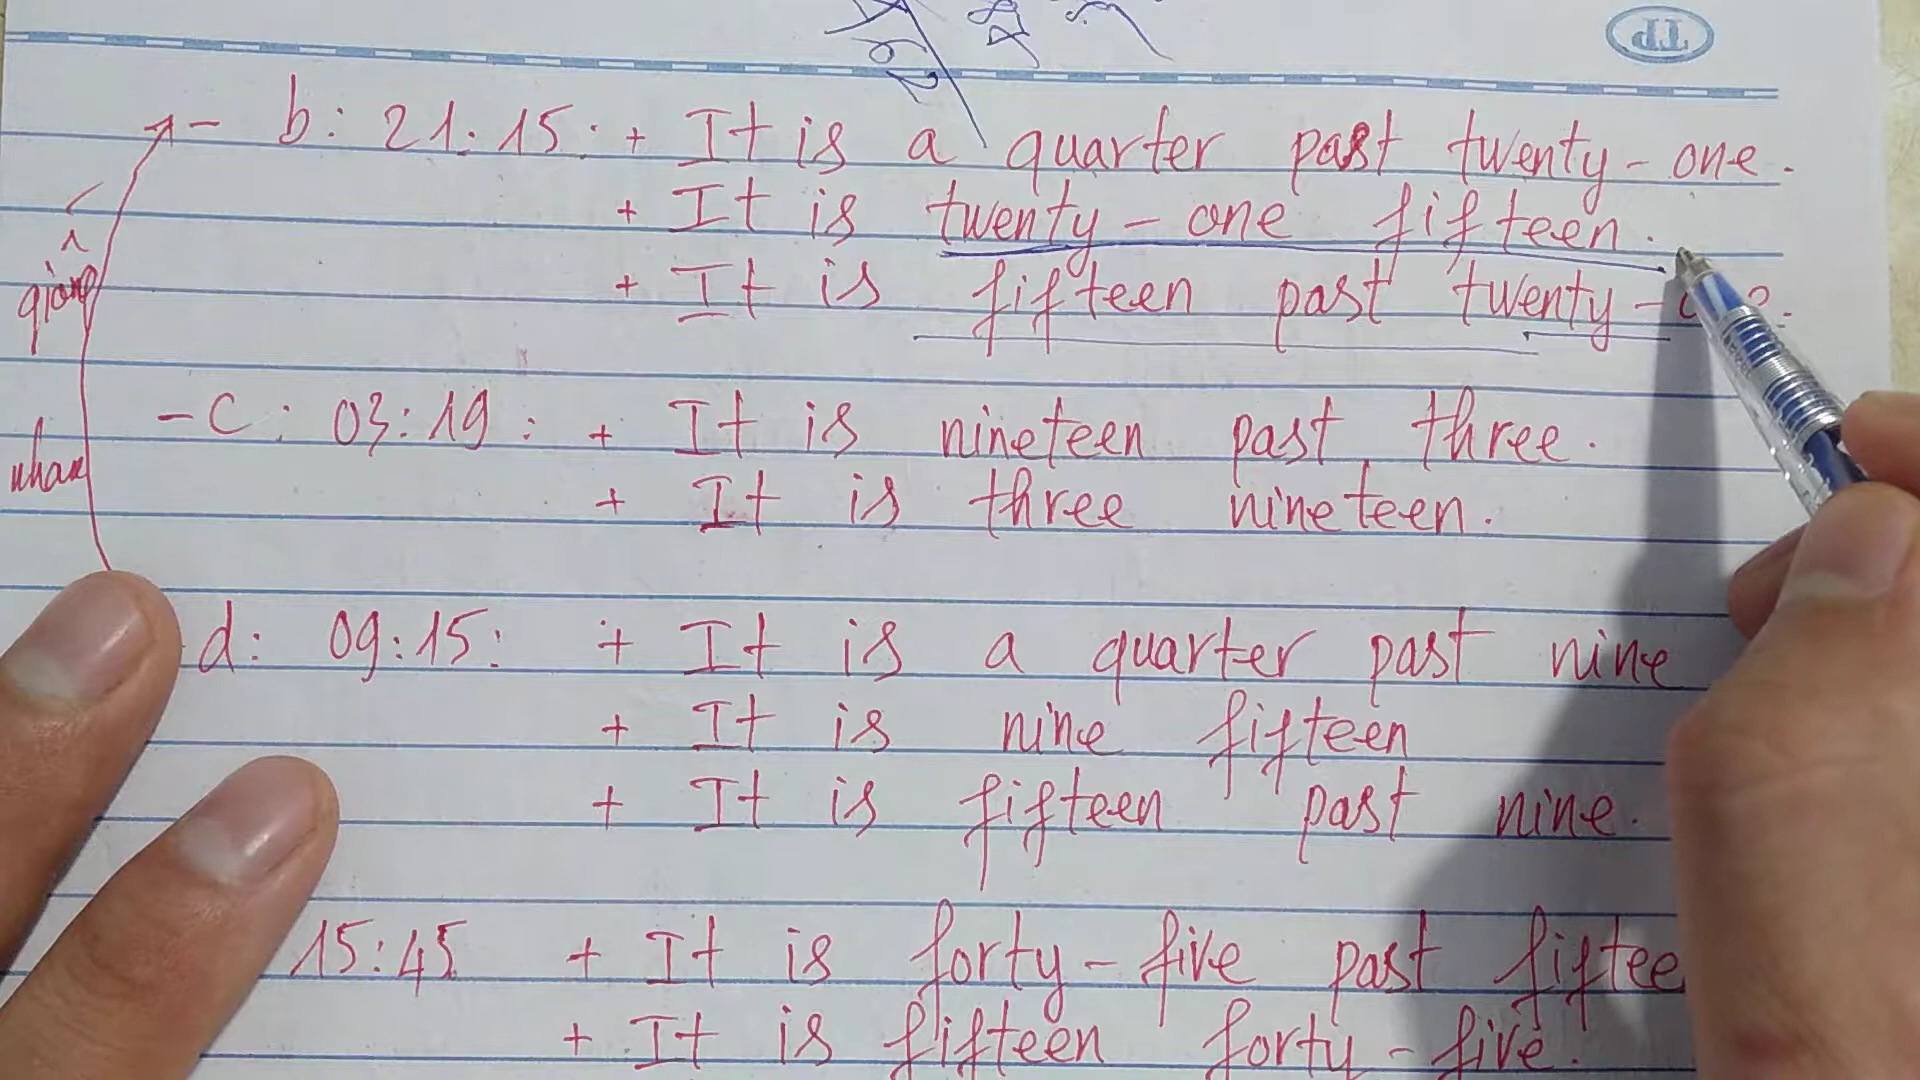 TP
- b: 21:15: + It is a quarter past twenty-one.
+ It is twenty-one fifteen.
giống
+ It is fifteen past twenty-
- C: 03:19: + It is nineteen past three.
nhau
+ It is three nineteen.
d: 09:15: + It is a quarter past nine
+ It is nine fifteen
+ It is fifteen past nine.
15:45 + It is forty-five past fiftee
+ It is fifteen forty-five.